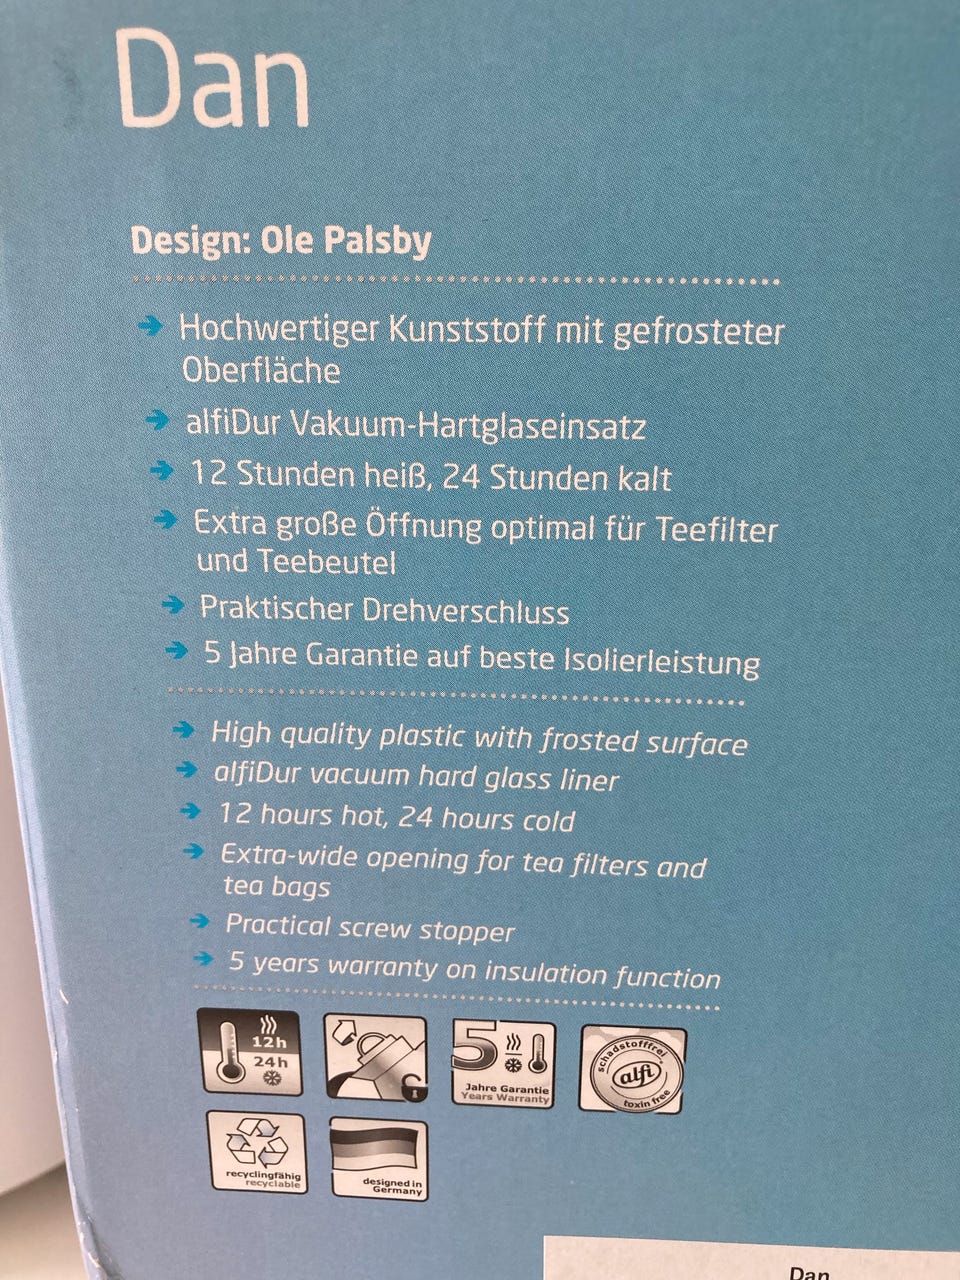 Dan
Design: Ole Palsby
Hochwertiger Kunststoff mit gefrosteter
Oberfläche
alfiDur Vakuum-Hartglaseinsatz
12 Stunden heiß, 24 Stunden kalt
Extra große Öffnung optimal für Teefilter
und Teebeutel
Praktischer Drehverschluss
5 Jahre Garantie auf beste Isolierleistung
High quality plastic with frosted surface
alfiDur vacuum hard glass liner
12 hours hot, 24 hours cold
Extra-wide opening for tea filters and
tea bags
Practical screw stopper
5 years warranty on insulation function
12h
24h
5
Jahre Garantie
Years Warranty
schadstofffrei
alfi
toxin free
recyclingfähig
recyclable
designed in
Germany
Dan